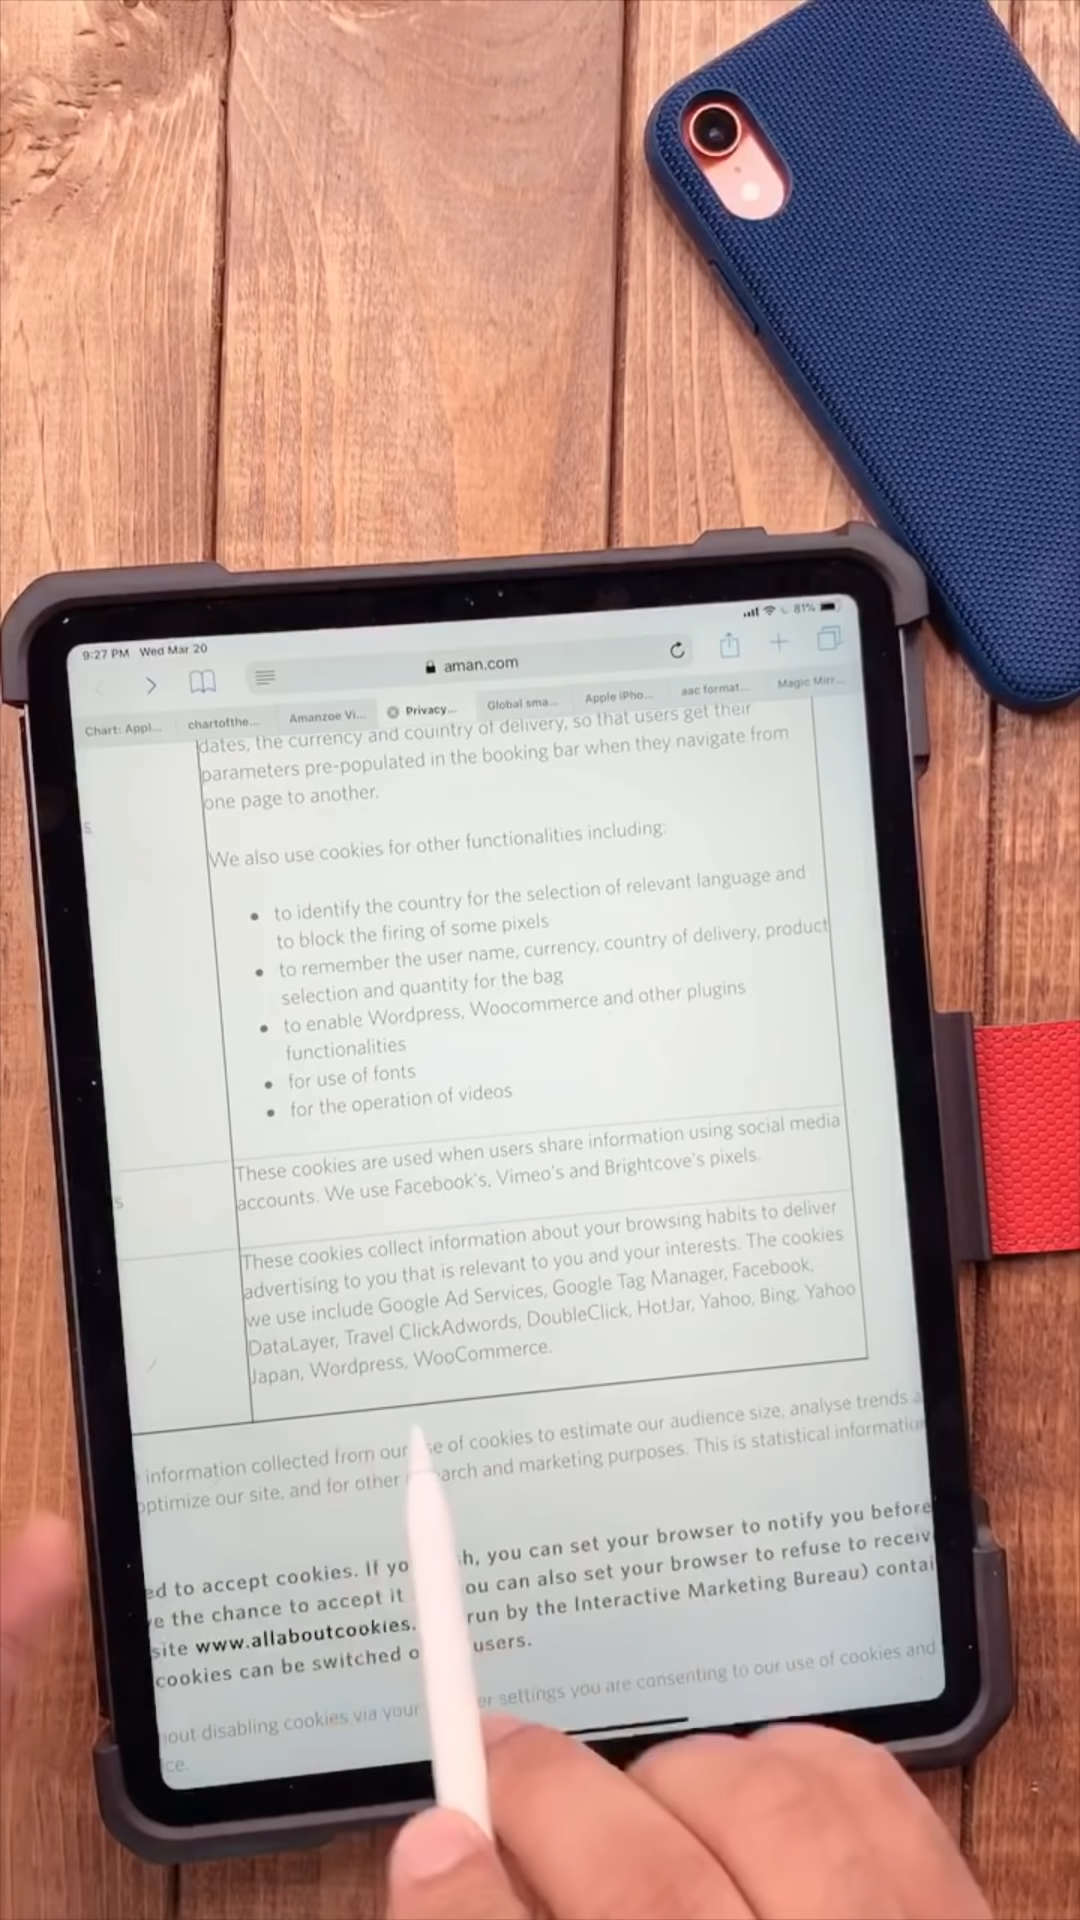 9:27 PM Wed Mar 20
81%
aman.com
Chart: Appl... chartofthe... Amanzoe Vi... Privacy... Global sma... Apple iPho... aac format... Magic Mirr...
dates, the currency and couintry of delivery, so that users get their
parameters pre-populated in the booking bar when they navigate from
one page to another.
s
We also use cookies for other functionalities including:
• to identify the country for the selection of relevant language and
to block the firing of some pixels
• to remember the user name, currency, country of delivery, product
selection and quantity for the bag
• to enable Wordpress, Woocommerce and other plugins
functionalities
• for use of fonts
• for the operation of videos
These cookies are used when users share information using social media
s
accounts. We use Facebook's, Vimeo's and Brightcove's pixels.
These cookies collect information about your browsing habits to deliver
advertising to you that is relevant to you and your interests. The cookies
we use include Google Ad Services, Google Tag Manager, Facebook,
DataLayer, Travel ClickAdwords, DoubleClick, HotJar, Yahoo, Bing, Yahoo
Japan, Wordpress, WooCommerce.
information collected from our se of cookies to estimate our audience size, analyse trends a
optimize our site, and for other arch and marketing purposes. This is statistical information
ed to accept cookies. If yo h, you can set your browser to notify you before
e the chance to accept it ou can also set your browser to refuse to receiv
site www.allaboutcookies. run by the Interactive Marketing Bureau) contai
cookies can be switched o users.
out disabling cookies via your er settings you are consenting to our use of cookies and
ce.